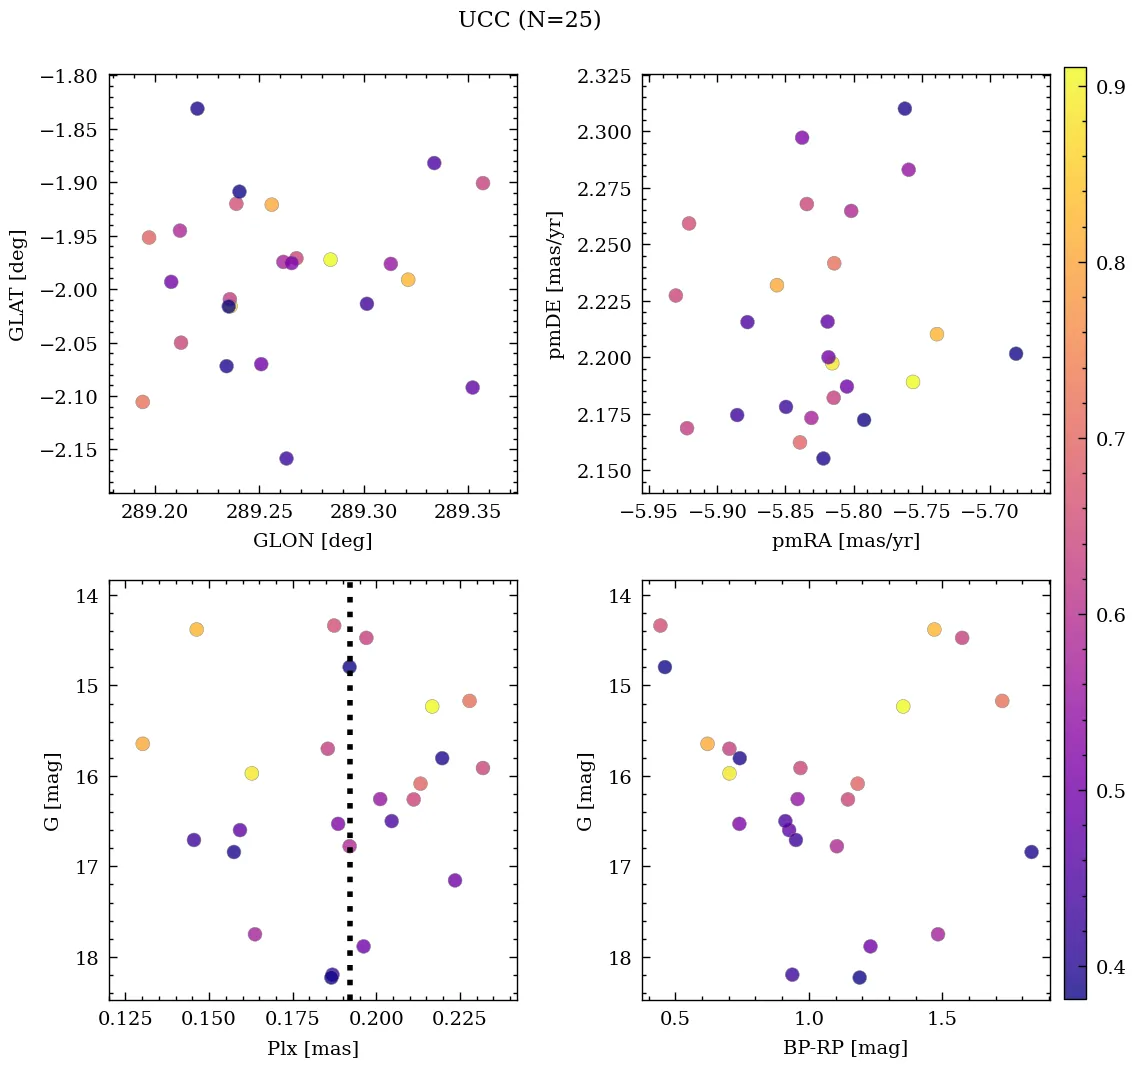 UCC (N=25)
−1.80
−1.85
−1.90
−1.95
−2.00
−2.05
−2.10
−2.15
GLAT [deg]
289.20 289.25 289.30 289.35
GLON [deg]
2.325
2.300
2.275
2.250
2.225
2.200
2.175
2.150
pmDE [mas/yr]
−5.95 −5.90 −5.85 −5.80 −5.75 −5.70
pmRA [mas/yr]
14
15
16
17
18
G [mag]
0.125 0.150 0.175 0.200 0.225
Plx [mas]
14
15
16
17
18
G [mag]
0.5 1.0 1.5
BP-RP [mag]
0.9
0.8
0.7
0.6
0.5
0.4